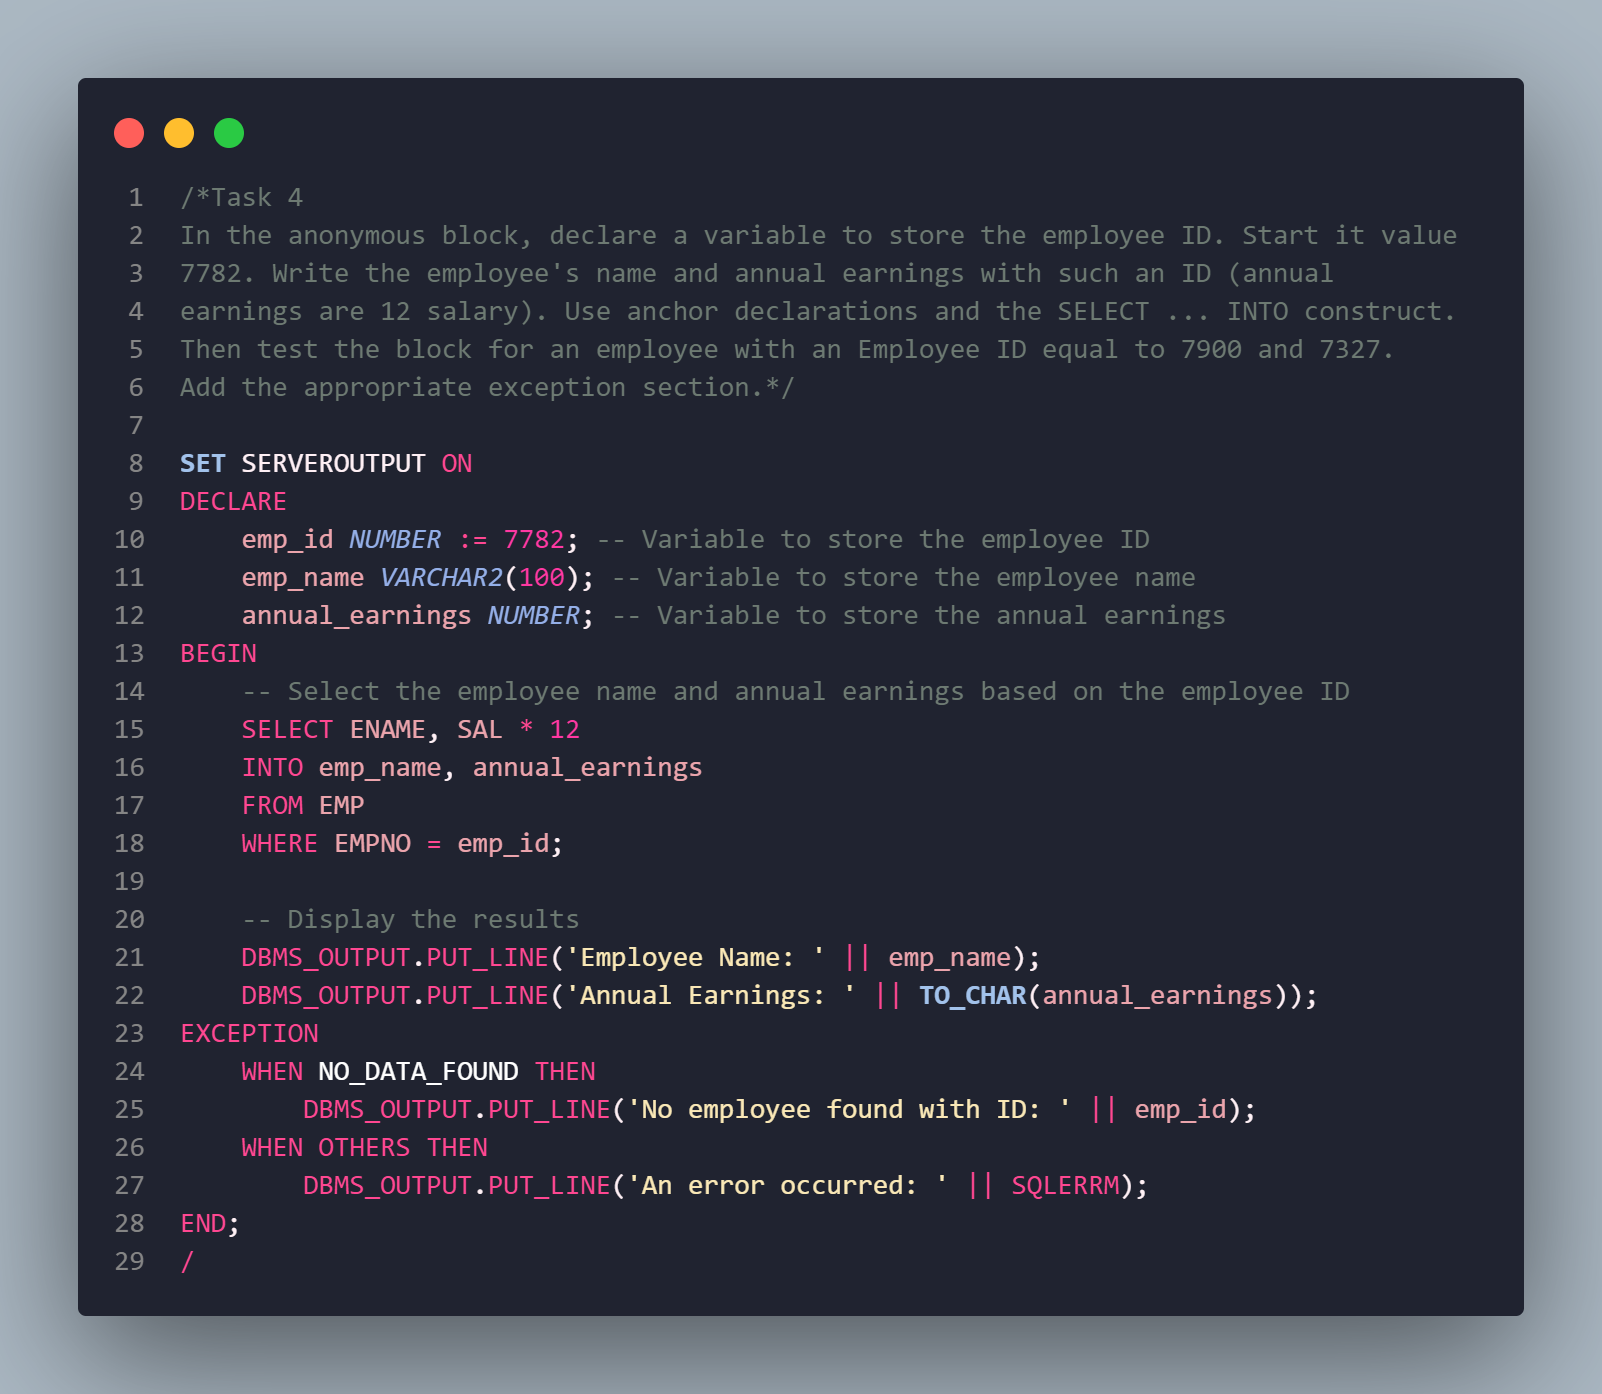 1 /*Task 4
2 In the anonymous block, declare a variable to store the employee ID. Start it value
3 7782. Write the employee's name and annual earnings with such an ID (annual
4 earnings are 12 salary). Use anchor declarations and the SELECT ... INTO construct.
5 Then test the block for an employee with an Employee ID equal to 7900 and 7327.
6 Add the appropriate exception section.*/
7
8 SET SERVEROUTPUT ON
9 DECLARE
10     emp_id NUMBER := 7782; -- Variable to store the employee ID
11     emp_name VARCHAR2(100); -- Variable to store the employee name
12     annual_earnings NUMBER; -- Variable to store the annual earnings
13 BEGIN
14     -- Select the employee name and annual earnings based on the employee ID
15     SELECT ENAME, SAL * 12
16     INTO emp_name, annual_earnings
17     FROM EMP
18     WHERE EMPNO = emp_id;
19
20     -- Display the results
21     DBMS_OUTPUT.PUT_LINE('Employee Name: ' || emp_name);
22     DBMS_OUTPUT.PUT_LINE('Annual Earnings: ' || TO_CHAR(annual_earnings));
23 EXCEPTION
24     WHEN NO_DATA_FOUND THEN
25         DBMS_OUTPUT.PUT_LINE('No employee found with ID: ' || emp_id);
26     WHEN OTHERS THEN
27         DBMS_OUTPUT.PUT_LINE('An error occurred: ' || SQLERRM);
28 END;
29 /